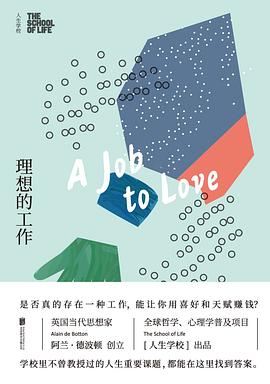 人生学校
THE
SCHOOL
OF LIFE
A Job
to Love
理想的工作
是否真的存在一种工作，能让你用喜好和天赋赚钱？
英国当代思想家
Alain de Botton
阿兰·德波顿 创立
全球哲学、心理学普及项目
The School of Life
[人生学校] 出品
学校里不曾教授过的人生重要课题，都能在这里找到答案。